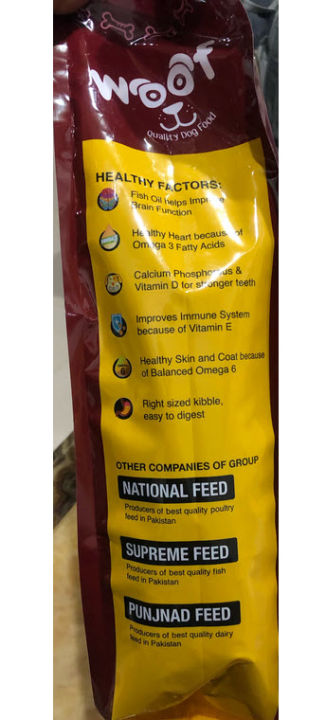 woof
Quality Dog Food
HEALTHY FACTORS:
Fish Oil Helps Improve
Brain Function
Healthy Heart because of
Omega 3 Fatty Acids
Calcium Phosphorus &
Vitamin D for stronger teeth
Improves Immune System
because of Vitamin E
Healthy Skin and Coat because
of Balanced Omega 6
Right sized kibble,
easy to digest
OTHER COMPANIES OF GROUP
NATIONAL FEED
Producers of best quality poultry
feed in Pakistan
SUPREME FEED
Producers of best quality fish
feed in Pakistan
PUNJNAD FEED
Producers of best quality dairy
feed in Pakistan